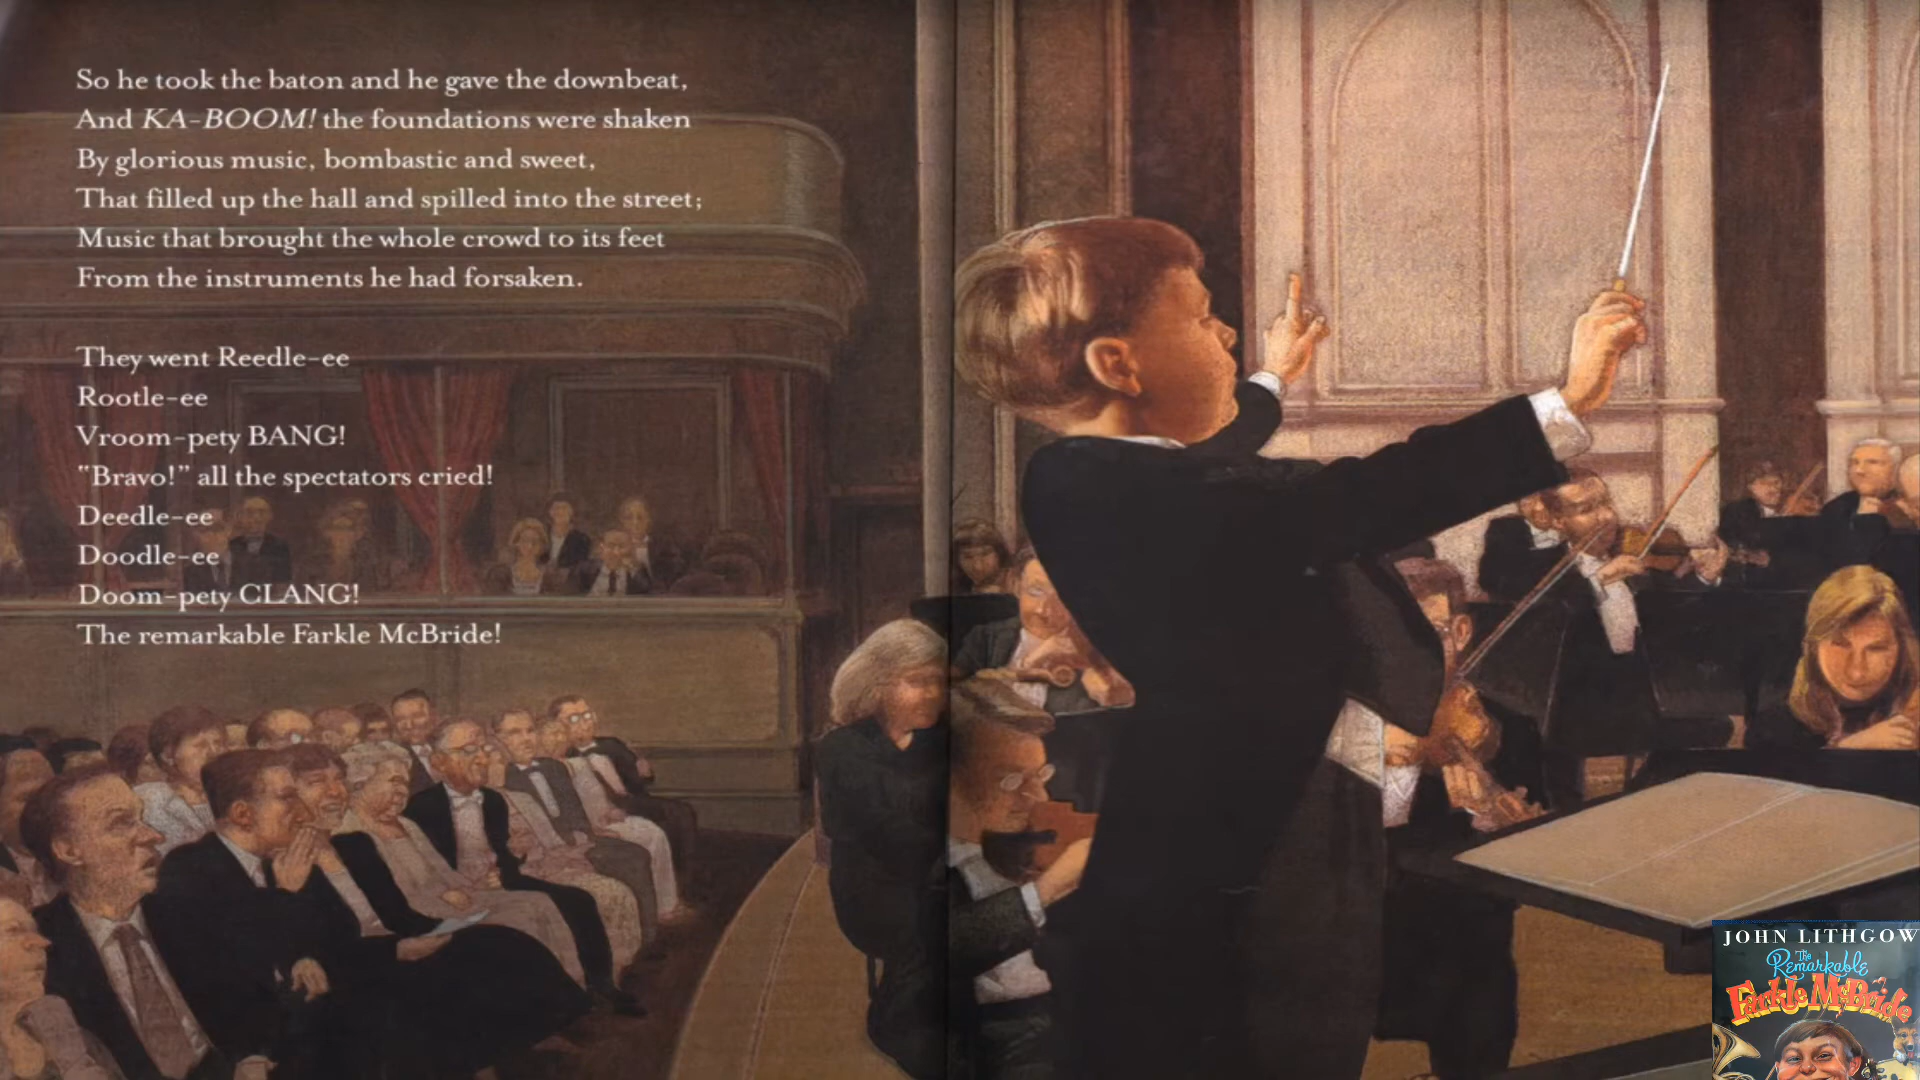 So he took the baton and he gave the downbeat,
And KA-BOOM! the foundations were shaken
By glorious music, bombastic and sweet,
That filled up the hall and spilled into the street;
Music that brought the whole crowd to its feet
From the instruments he had forsaken.
They went Reedle-ee
Rootle-ee
Vroom-pety BANG!
"Bravo!" all the spectators cried!
Deedle-ee
Doodle-ee
Doom-pety CLANG!
The remarkable Farkle McBride!
JOHN LITHGOW
The
Remarkable
Farkle McBride